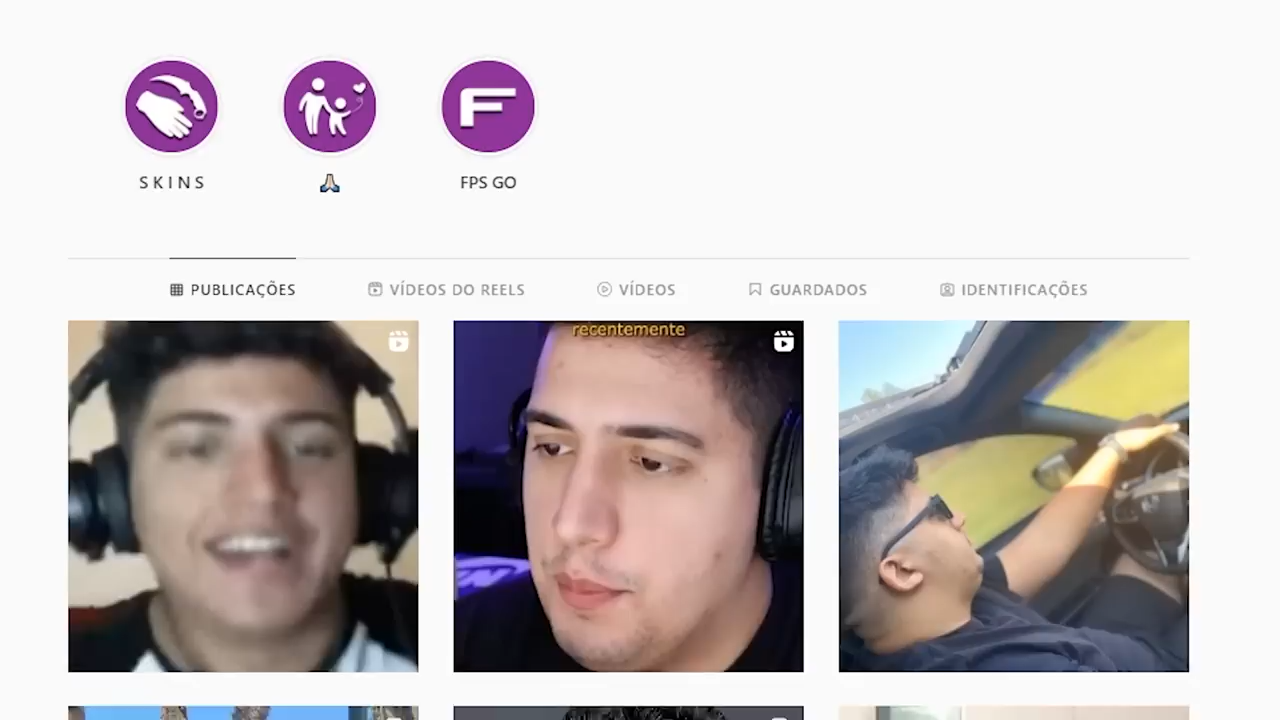 SKINS
FPS GO
PUBLICAÇÕES
VÍDEOS DO REELS
VÍDEOS
GUARDADOS
IDENTIFICAÇÕES
recentemente